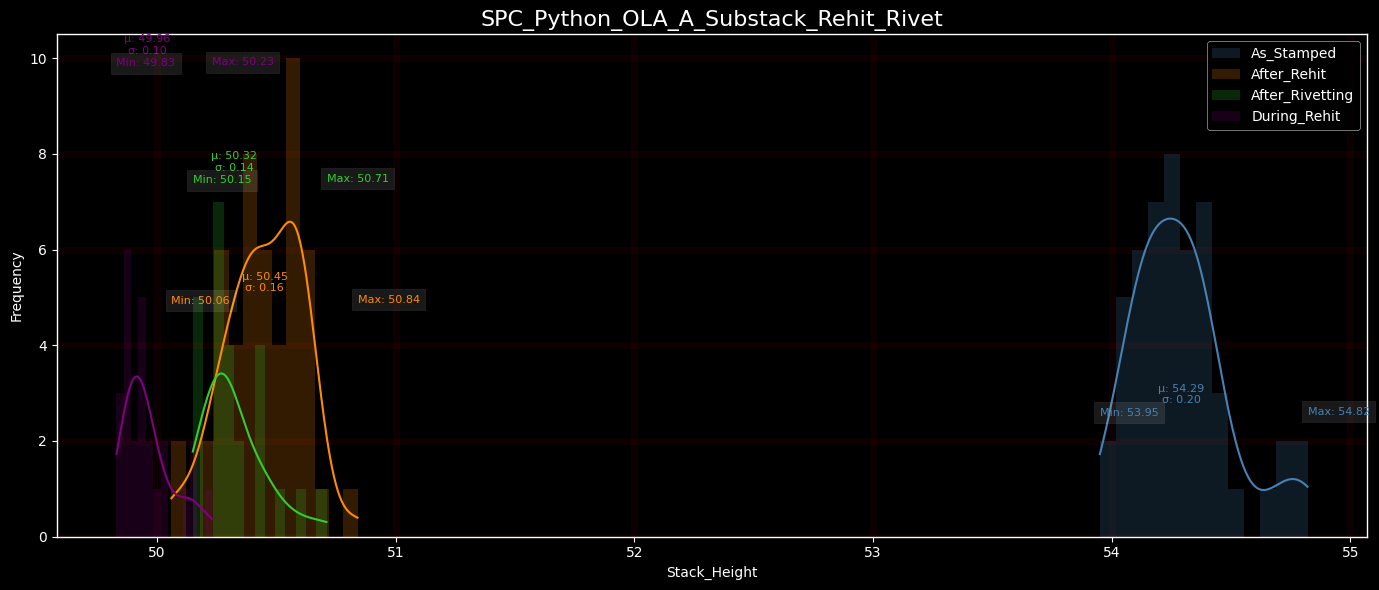 SPC_Python_OLA_A_Substack_Rehit_Rivet
μ: 49.96
σ: 0.10
Min: 49.83
Max: 50.23
As_Stamped
After_Rehit
After_Rivetting
During_Rehit
μ: 50.32
σ: 0.14
Min: 50.15
Max: 50.71
μ: 50.45
σ: 0.16
Min: 50.06
Max: 50.84
μ: 54.29
σ: 0.20
Min: 53.95
Max: 54.82
Frequency
10
8
6
4
2
0
50
51
52
53
54
55
Stack_Height